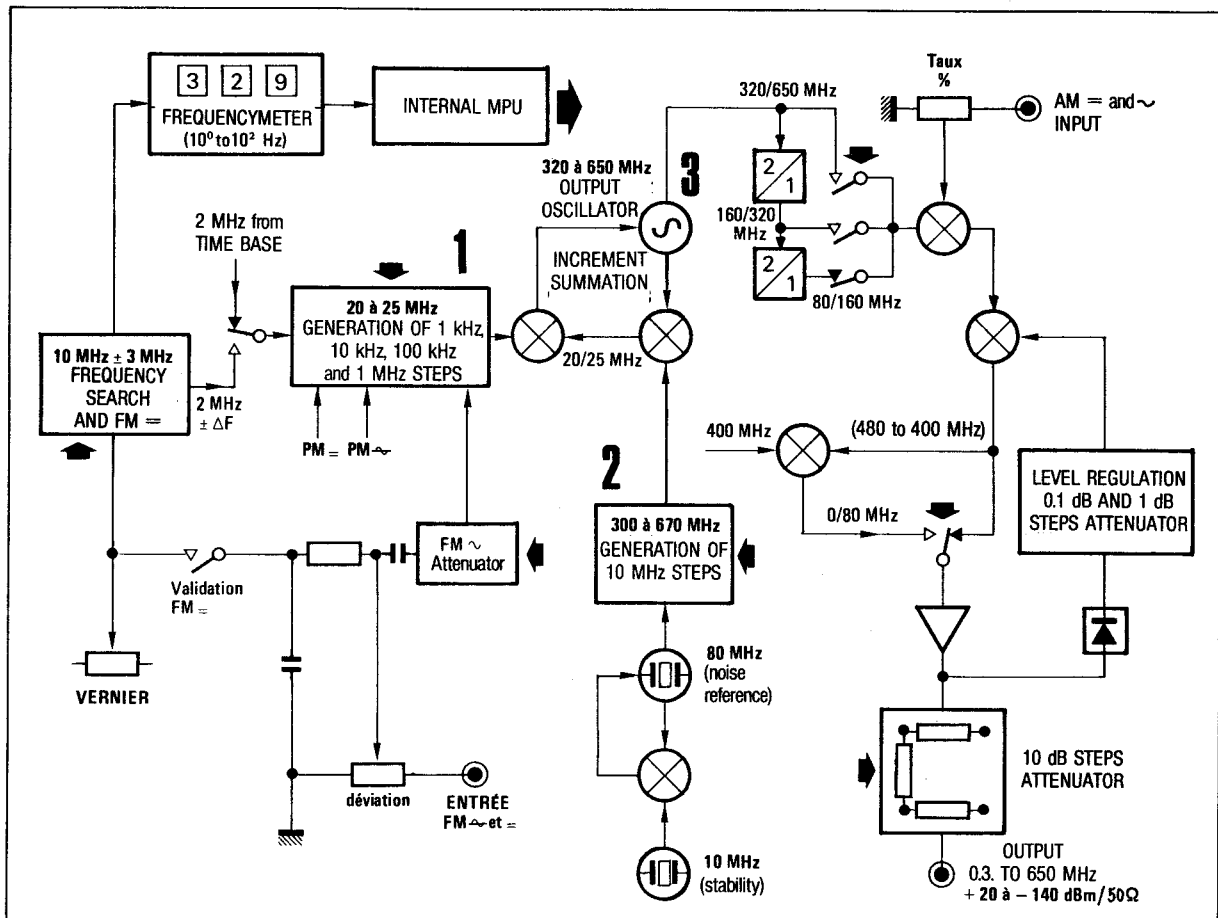 3 2 9
FREQUENCYMETER
(10⁰ to 10² Hz)
INTERNAL MPU
320/650 MHz
Taux
%
AM = and ∿
INPUT
320 à 650 MHz
OUTPUT
OSCILLATOR
3
2
1
160/320
MHz
2
1
80/160 MHz
2 MHz from
TIME BASE
1
INCREMENT
SUMMATION
20 à 25 MHz
GENERATION OF 1 kHz,
10 kHz, 100 kHz
and 1 MHz STEPS
20/25 MHz
10 MHz ± 3 MHz
FREQUENCY
SEARCH
AND FM =
2 MHz
± ΔF
PM =
PM ∿
400 MHz
(480 to 400 MHz)
0/80 MHz
LEVEL REGULATION
0.1 dB AND 1 dB
STEPS ATTENUATOR
2
300 à 670 MHz
GENERATION OF
10 MHz STEPS
FM ∿
Attenuator
Validation
FM =
VERNIER
80 MHz
(noise
reference)
déviation
ENTRÉE
FM ∿ et =
10 dB STEPS
ATTENUATOR
10 MHz
(stability)
OUTPUT
0.3. TO 650 MHz
+ 20 à − 140 dBm/50Ω